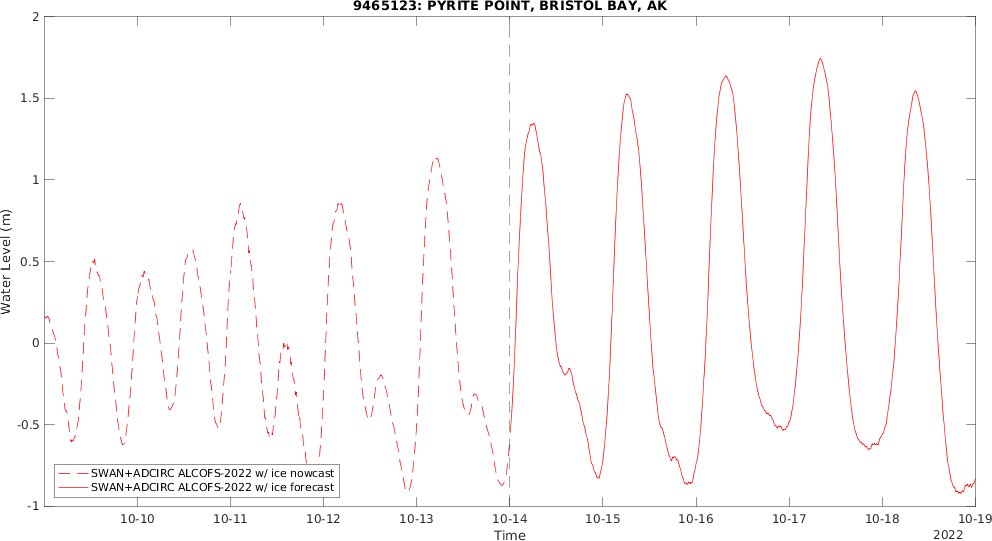 9465123: PYRITE POINT, BRISTOL BAY, AK
Water Level (m)
2
1.5
1
0.5
0
-0.5
-1
SWAN+ADCIRC ALCOFS-2022 w/ ice nowcast
SWAN+ADCIRC ALCOFS-2022 w/ ice forecast
10-10 10-11 10-12 10-13 10-14 10-15 10-16 10-17 10-18 10-19
Time
2022